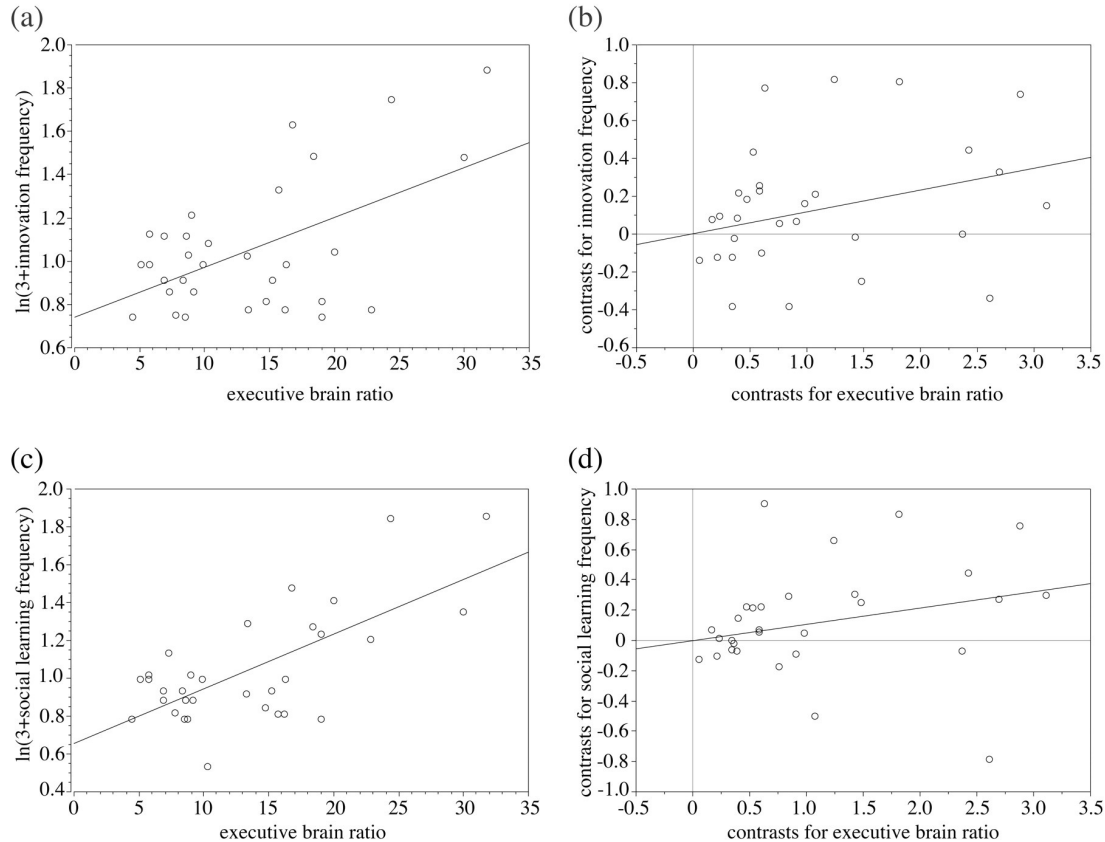 (a)
2.0
1.8
1.6
1.4
1.2
1.0
0.8
0.6
ln(3+innovation frequency)
0 5 10 15 20 25 30 35
executive brain ratio
(b)
1.0
0.8
0.6
0.4
0.2
0
-0.2
-0.4
-0.6
contrasts for innovation frequency
-0.5 0 0.5 1.0 1.5 2.0 2.5 3.0 3.5
contrasts for executive brain ratio
(c)
2.0
1.8
1.6
1.4
1.2
1.0
0.8
0.6
0.4
ln(3+social learning frequency)
0 5 10 15 20 25 30 35
executive brain ratio
(d)
1.0
0.8
0.6
0.4
0.2
0
-0.2
-0.4
-0.6
-0.8
-1.0
contrasts for social learning frequency
-0.5 0 0.5 1.0 1.5 2.0 2.5 3.0 3.5
contrasts for executive brain ratio